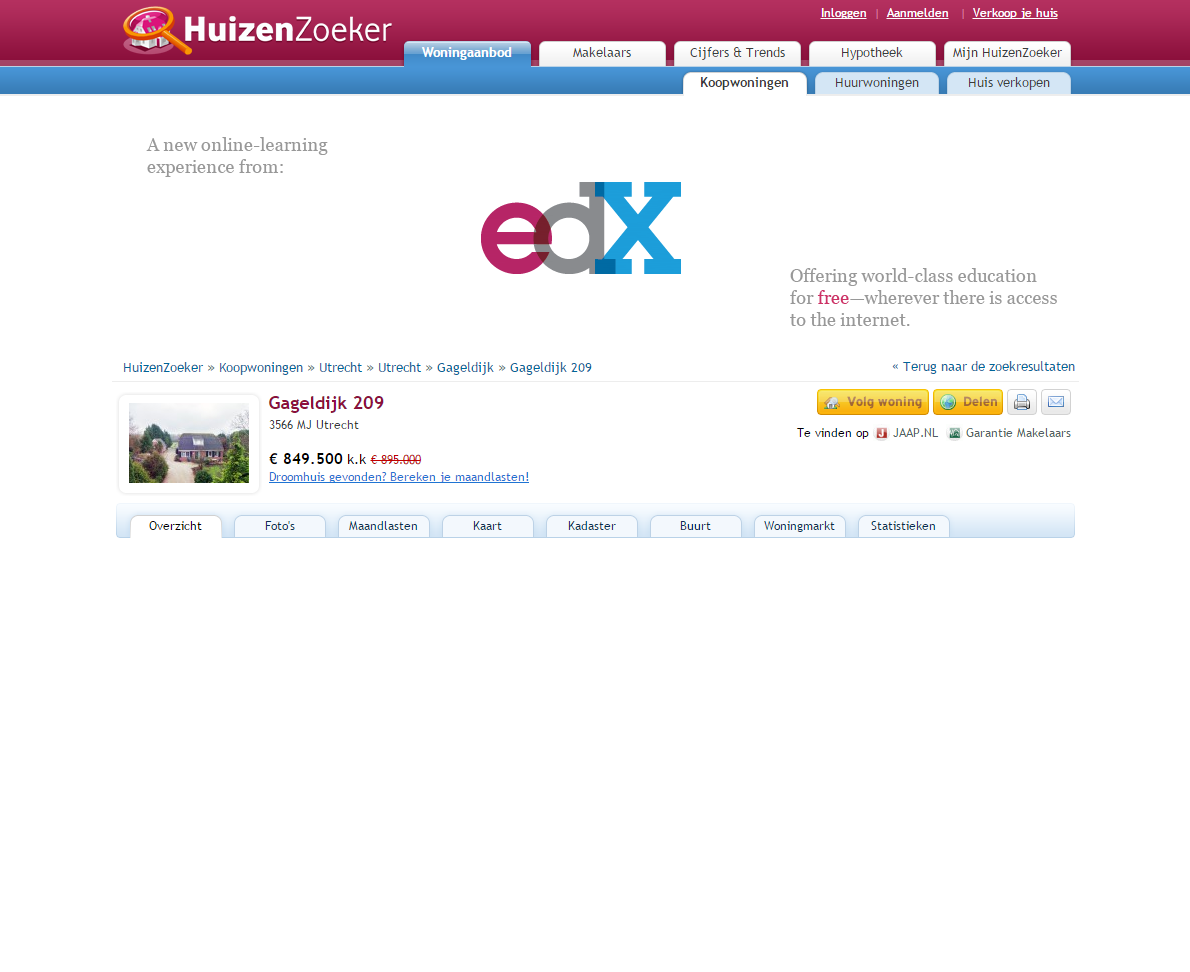 HuizenZoeker
Inloggen | Aanmelden | Verkoop je huis
Woningaanbod Makelaars Cijfers & Trends Hypotheek Mijn HuizenZoeker
Koopwoningen Huurwoningen Huis verkopen
A new online-learning
experience from:
edX
Offering world-class education
for free—wherever there is access
to the internet.
HuizenZoeker » Koopwoningen » Utrecht » Utrecht » Gageldijk » Gageldijk 209
« Terug naar de zoekresultaten
Gageldijk 209
3566 MJ Utrecht
€ 849.500 k.k € 895.000
Droomhuis gevonden? Bereken je maandlasten!
Volg woning Delen
Te vinden op JAAP.NL Garantie Makelaars
Overzicht Foto's Maandlasten Kaart Kadaster Buurt Woningmarkt Statistieken